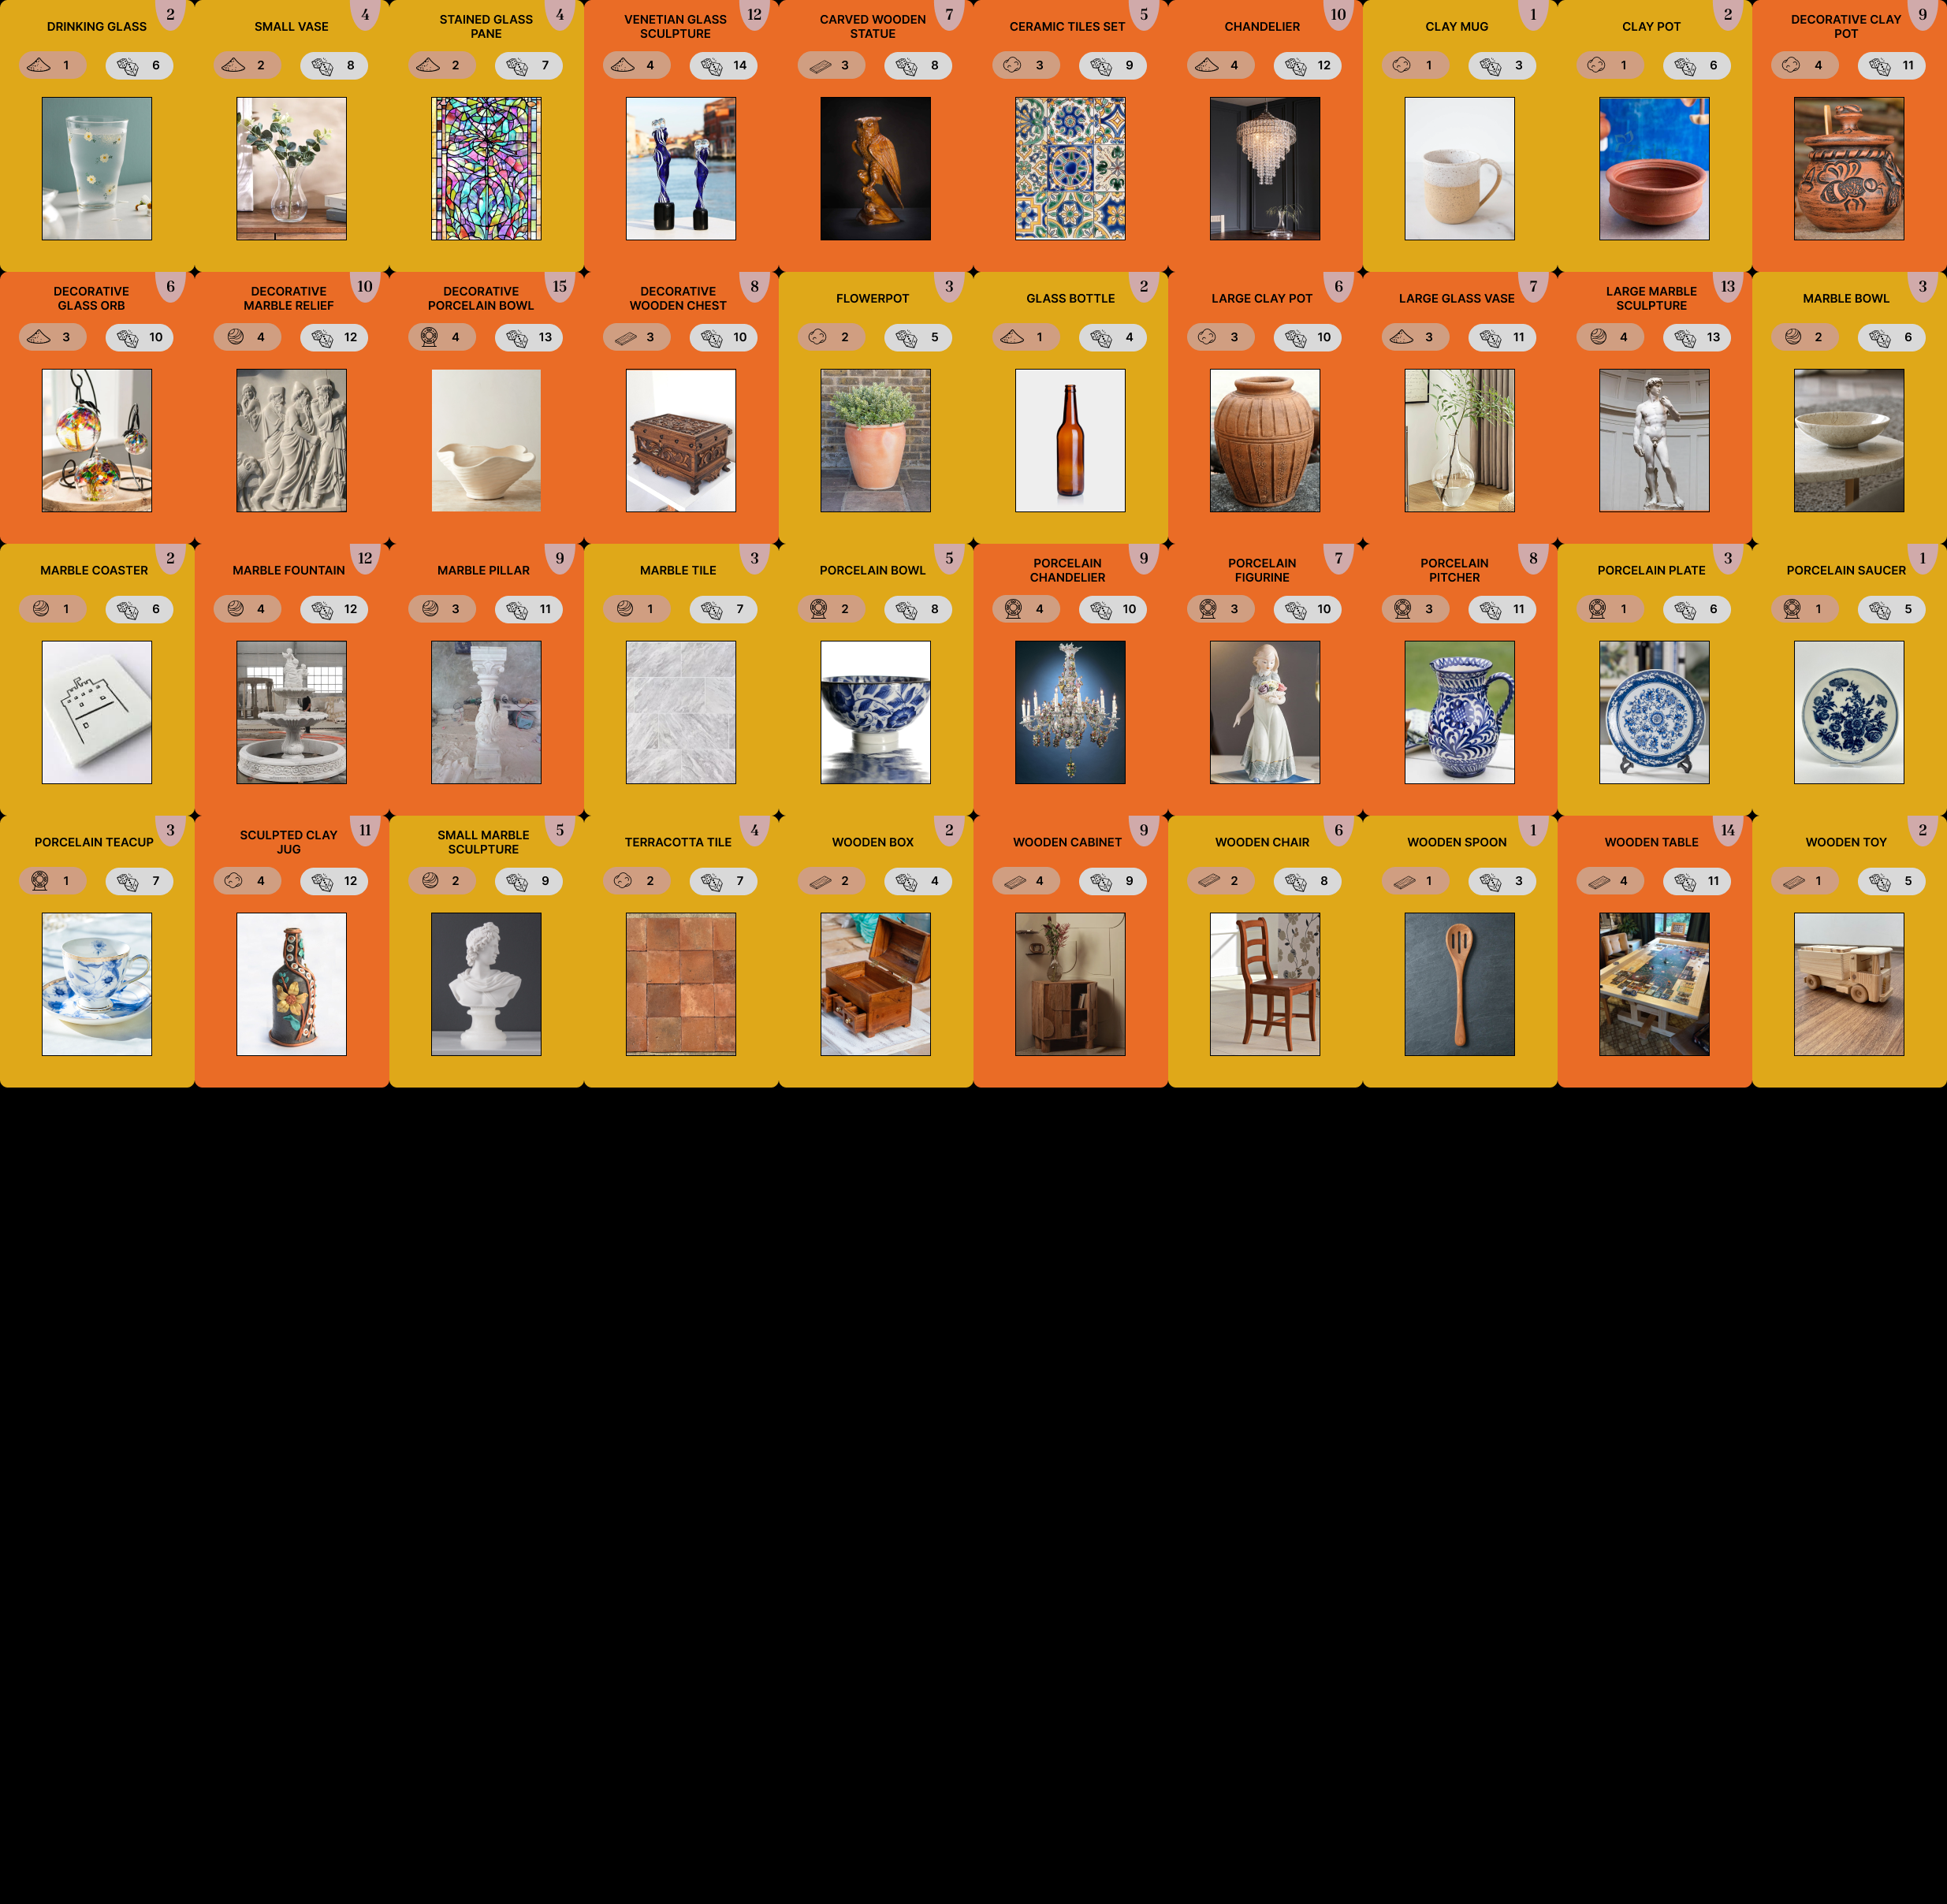 DRINKING GLASS
2
1
6
SMALL VASE
4
2
8
STAINED GLASS
PANE
4
2
7
VENETIAN GLASS
SCULPTURE
12
4
14
CARVED WOODEN
STATUE
7
3
8
CERAMIC TILES SET
5
3
9
CHANDELIER
10
4
12
CLAY MUG
1
1
3
CLAY POT
2
1
6
DECORATIVE CLAY
POT
9
4
11
DECORATIVE
GLASS ORB
6
3
10
DECORATIVE
MARBLE RELIEF
10
4
12
DECORATIVE
PORCELAIN BOWL
15
4
13
DECORATIVE
WOODEN CHEST
8
3
10
FLOWERPOT
3
2
5
GLASS BOTTLE
2
1
4
LARGE CLAY POT
6
3
10
LARGE GLASS VASE
7
3
11
LARGE MARBLE
SCULPTURE
13
4
13
MARBLE BOWL
3
2
6
MARBLE COASTER
2
1
6
MARBLE FOUNTAIN
12
4
12
MARBLE PILLAR
9
3
11
MARBLE TILE
3
1
7
PORCELAIN BOWL
5
2
8
PORCELAIN
CHANDELIER
9
4
10
PORCELAIN
FIGURINE
7
3
10
PORCELAIN
PITCHER
8
3
11
PORCELAIN PLATE
3
1
6
PORCELAIN SAUCER
1
1
5
PORCELAIN TEACUP
3
1
7
SCULPTED CLAY
JUG
11
4
12
SMALL MARBLE
SCULPTURE
5
2
9
TERRACOTTA TILE
4
2
7
WOODEN BOX
2
2
4
WOODEN CABINET
9
4
9
WOODEN CHAIR
6
2
8
WOODEN SPOON
1
1
3
WOODEN TABLE
14
4
11
WOODEN TOY
2
1
5